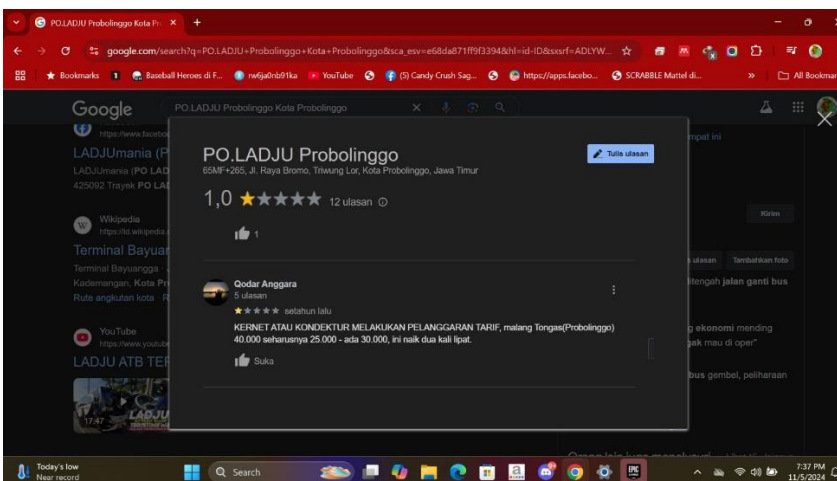 PO.LADJU Probolinggo Kota Pr
google.com/search?q=PO.LADJU+Probolinggo+Kota+Probolinggo&sca_esv=e68da871ff9f3394&hl=id-ID&sxsrf=ADLYW...
Bookmarks
Baseball Heroes di F...
rw6ja0nb91ka
YouTube
(5) Candy Crush Sag...
https://apps.facebo...
SCRABBLE Mattel di...
»
All Bookmar
Google
PO.LADJU Probolinggo Kota Probolinggo
https://www.facebo
LADJUmania (P
LADJUmania (PO LAD
425092 Trayek PO LA
Wikipedia
https://id.wikipedia.
Terminal Bayuan
Terminal Bayuangga
Kademangan, Kota Pr
Rute angkutan kota · R
YouTube
https://www.youtub
LADJU ATB TER
17:47
LADJU
PO.LADJU Probolinggo
Tulis ulasan
65MF+265, Jl. Raya Bromo, Triwung Lor, Kota Probolinggo, Jawa Timur
1,0
12 ulasan
1
Qodar Anggara
5 ulasan
setahun lalu
KERNET ATAU KONDEKTUR MELAKUKAN PELANGGARAN TARIF, malang Tongas(Probolinggo)
40.000 seharusnya 25.000 - ada 30.000, ini naik dua kali lipat.
Suka
mpat ini
Kirim
s ulasan
Tambahkan foto
ditengah jalan ganti bus
g ekonomi mending
gak mau di oper"
bus gembel, peliharaan
Today's low
Near record
Search
7:37 PM
11/5/2024